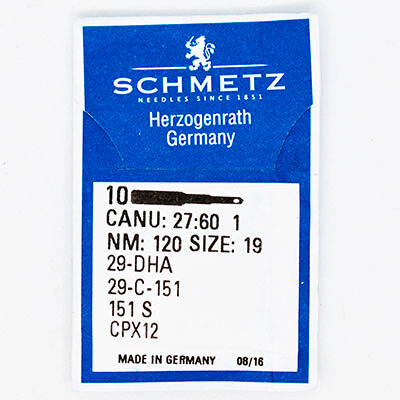 SCHMETZ
NEEDLES SINCE 1851
Herzogenrath
Germany
10
CANU: 27:60 1
NM: 120 SIZE: 19
29-DHA
29-C-151
151 S
CPX12
MADE IN GERMANY 08/16